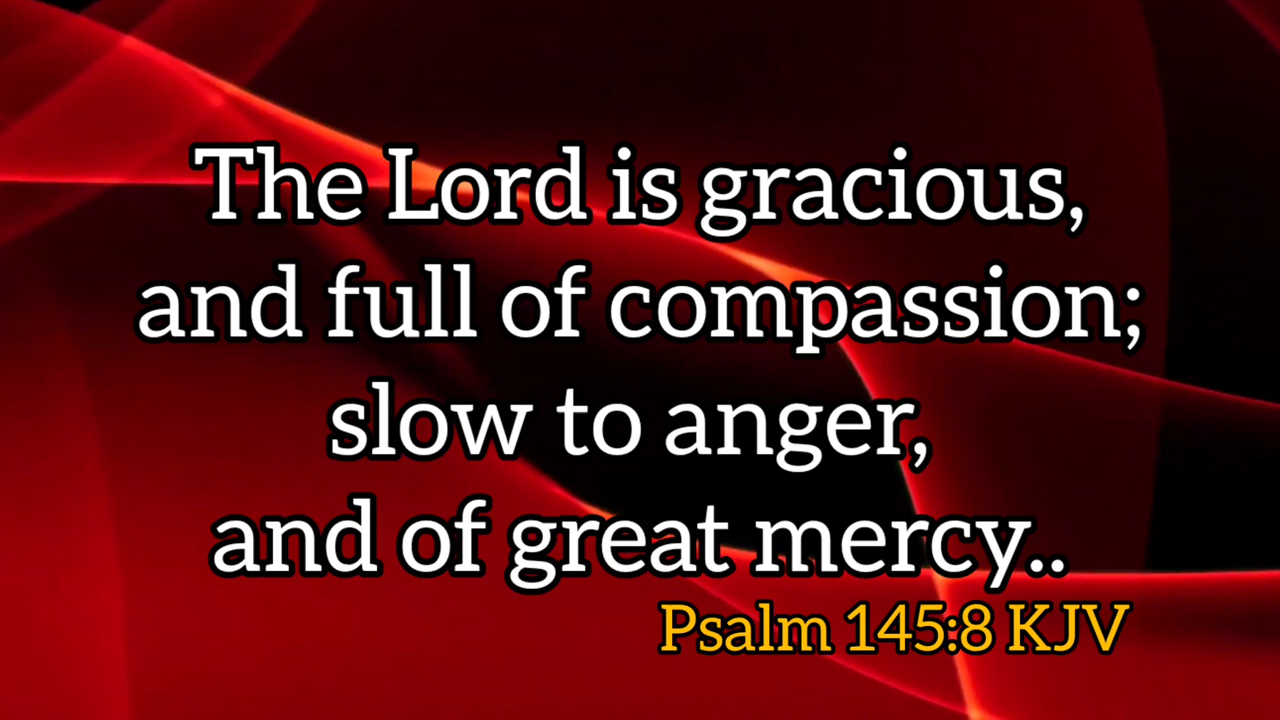 The Lord is gracious,
and full of compassion;
slow to anger,
and of great mercy..
Psalm 145:8 KJV